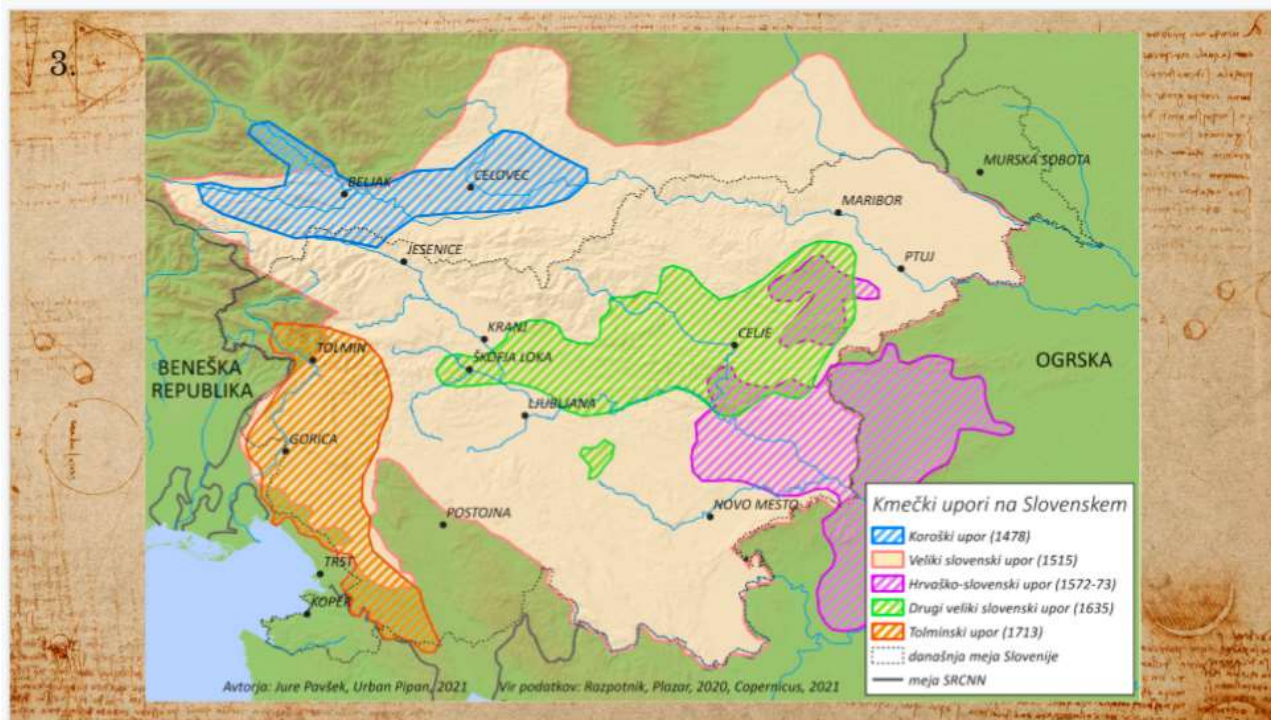 3.
BELJAK
CELOVEC
MURSKA SOBOTA
MARIBOR
JESENICE
PTUJ
KRANJ
CELJE
TOLMIN
ŠKOFJA LOKA
BENEŠKA
REPUBLIKA
OGRSKA
LJUBLJANA
GORICA
NOVO MESTO
POSTOJNA
TRST
KOPER
Kmečki upori na Slovenskem
Koroški upor (1478)
Veliki slovenski upor (1515)
Hrvaško-slovenski upor (1572-73)
Drugi veliki slovenski upor (1635)
Tolminski upor (1713)
današnja meja Slovenije
meja SRCNN
Avtorja: Jure Pavšek, Urban Pipan, 2021 Vir podatkov: Razpotnik, Plazar, 2020, Copernicus, 2021